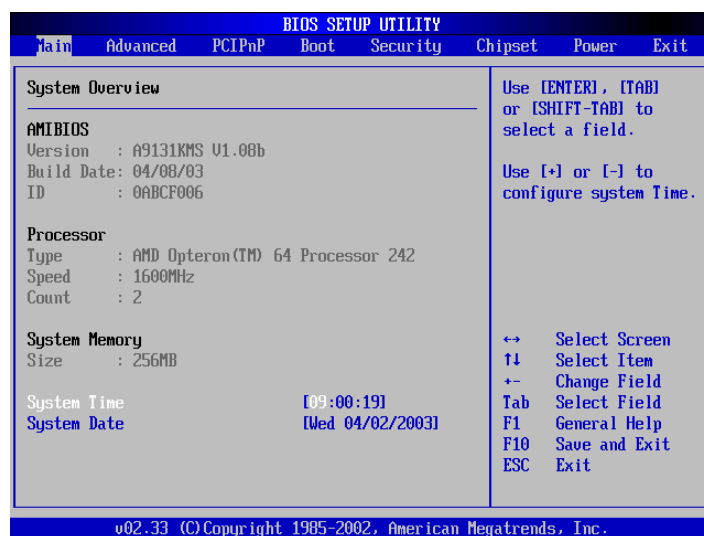 BIOS SETUP UTILITY
Main Advanced PCIPnP Boot Security Chipset Power Exit
System Overview
AMIBIOS
Version : A9131KMS V1.08b
Build Date: 04/08/03
ID : 0ABCF006
Processor
Type : AMD Opteron(TM) 64 Processor 242
Speed : 1600MHz
Count : 2
System Memory
Size : 256MB
System Time [09:00:19]
System Date [Wed 04/02/2003]
Use [ENTER], [TAB]
or [SHIFT-TAB] to
select a field.
Use [+] or [-] to
configure system Time.
↔ Select Screen
↑↓ Select Item
+- Change Field
Tab Select Field
F1 General Help
F10 Save and Exit
ESC Exit
v02.33 (C)Copyright 1985-2002, American Megatrends, Inc.